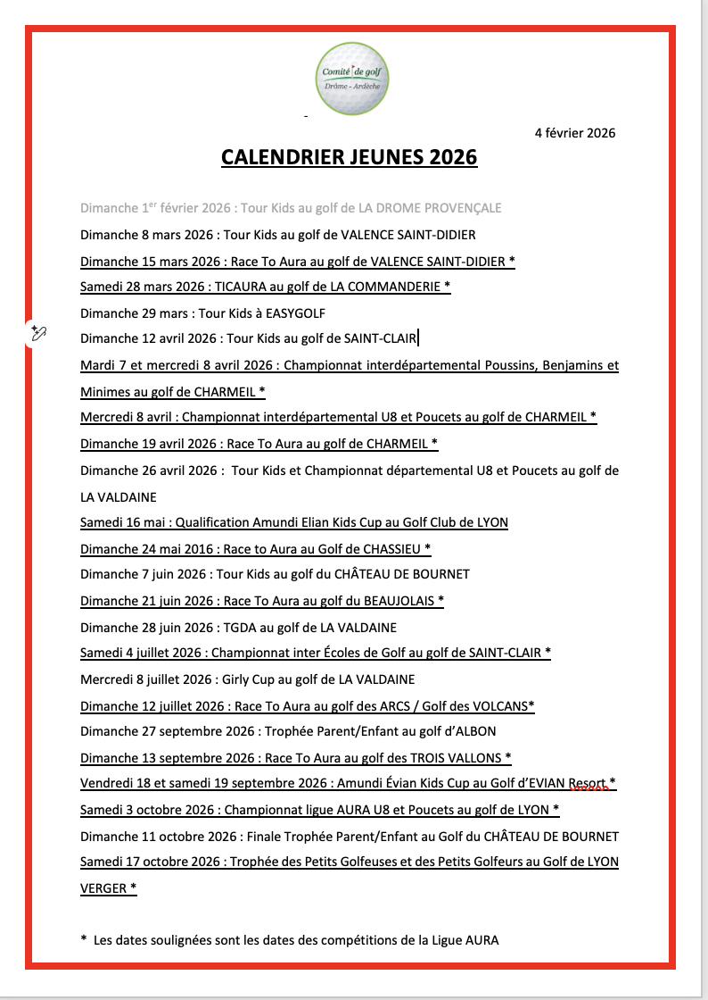 Comité de golf
Drôme - Ardèche
-
4 février 2026
CALENDRIER JEUNES 2026
Dimanche 1er février 2026 : Tour Kids au golf de LA DROME PROVENÇALE
Dimanche 8 mars 2026 : Tour Kids au golf de VALENCE SAINT-DIDIER
Dimanche 15 mars 2026 : Race To Aura au golf de VALENCE SAINT-DIDIER *
Samedi 28 mars 2026 : TICAURA au golf de LA COMMANDERIE *
Dimanche 29 mars : Tour Kids à EASYGOLF
Dimanche 12 avril 2026 : Tour Kids au golf de SAINT-CLAIR
Mardi 7 et mercredi 8 avril 2026 : Championnat interdépartemental Poussins, Benjamins et
Minimes au golf de CHARMEIL *
Mercredi 8 avril : Championnat interdépartemental U8 et Poucets au golf de CHARMEIL *
Dimanche 19 avril 2026 : Race To Aura au golf de CHARMEIL *
Dimanche 26 avril 2026 :  Tour Kids et Championnat départemental U8 et Poucets au golf de
LA VALDAINE
Samedi 16 mai : Qualification Amundi Elian Kids Cup au Golf Club de LYON
Dimanche 24 mai 2016 : Race to Aura au Golf de CHASSIEU *
Dimanche 7 juin 2026 : Tour Kids au golf du CHÂTEAU DE BOURNET
Dimanche 21 juin 2026 : Race To Aura au golf du BEAUJOLAIS *
Dimanche 28 juin 2026 : TGDA au golf de LA VALDAINE
Samedi 4 juillet 2026 : Championnat inter Écoles de Golf au golf de SAINT-CLAIR *
Mercredi 8 juillet 2026 : Girly Cup au golf de LA VALDAINE
Dimanche 12 juillet 2026 : Race To Aura au golf des ARCS / Golf des VOLCANS*
Dimanche 27 septembre 2026 : Trophée Parent/Enfant au golf d’ALBON
Dimanche 13 septembre 2026 : Race To Aura au golf des TROIS VALLONS *
Vendredi 18 et samedi 19 septembre 2026 : Amundi Évian Kids Cup au Golf d’EVIAN Resort *
Samedi 3 octobre 2026 : Championnat ligue AURA U8 et Poucets au golf de LYON *
Dimanche 11 octobre 2026 : Finale Trophée Parent/Enfant au Golf du CHÂTEAU DE BOURNET
Samedi 17 octobre 2026 : Trophée des Petits Golfeuses et des Petits Golfeurs au Golf de LYON
VERGER *
*  Les dates soulignées sont les dates des compétitions de la Ligue AURA